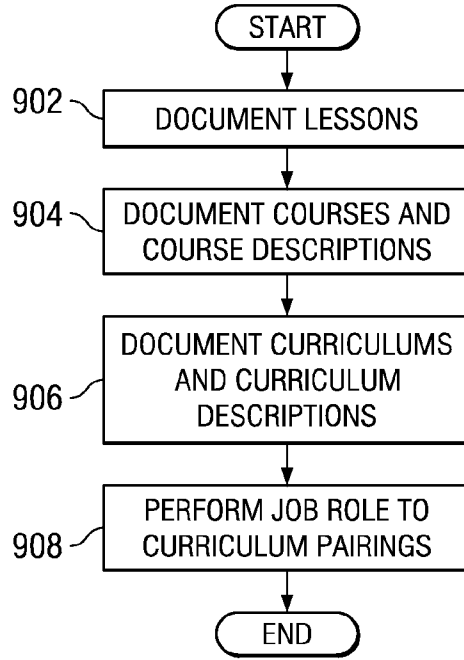 START
902
DOCUMENT LESSONS
904
DOCUMENT COURSES AND
COURSE DESCRIPTIONS
906
DOCUMENT CURRICULUMS
AND CURRICULUM
DESCRIPTIONS
908
PERFORM JOB ROLE TO
CURRICULUM PAIRINGS
END